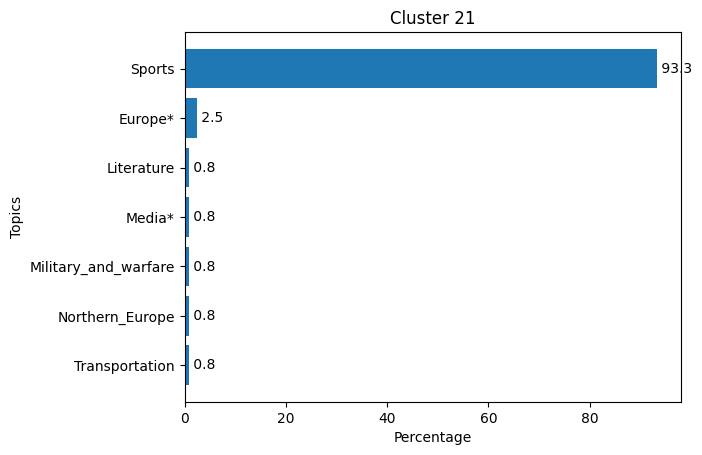 Cluster 21
Sports 93.3
Europe* 2.5
Literature 0.8
Media* 0.8
Military_and_warfare 0.8
Northern_Europe 0.8
Transportation 0.8
Topics
0 20 40 60 80
Percentage